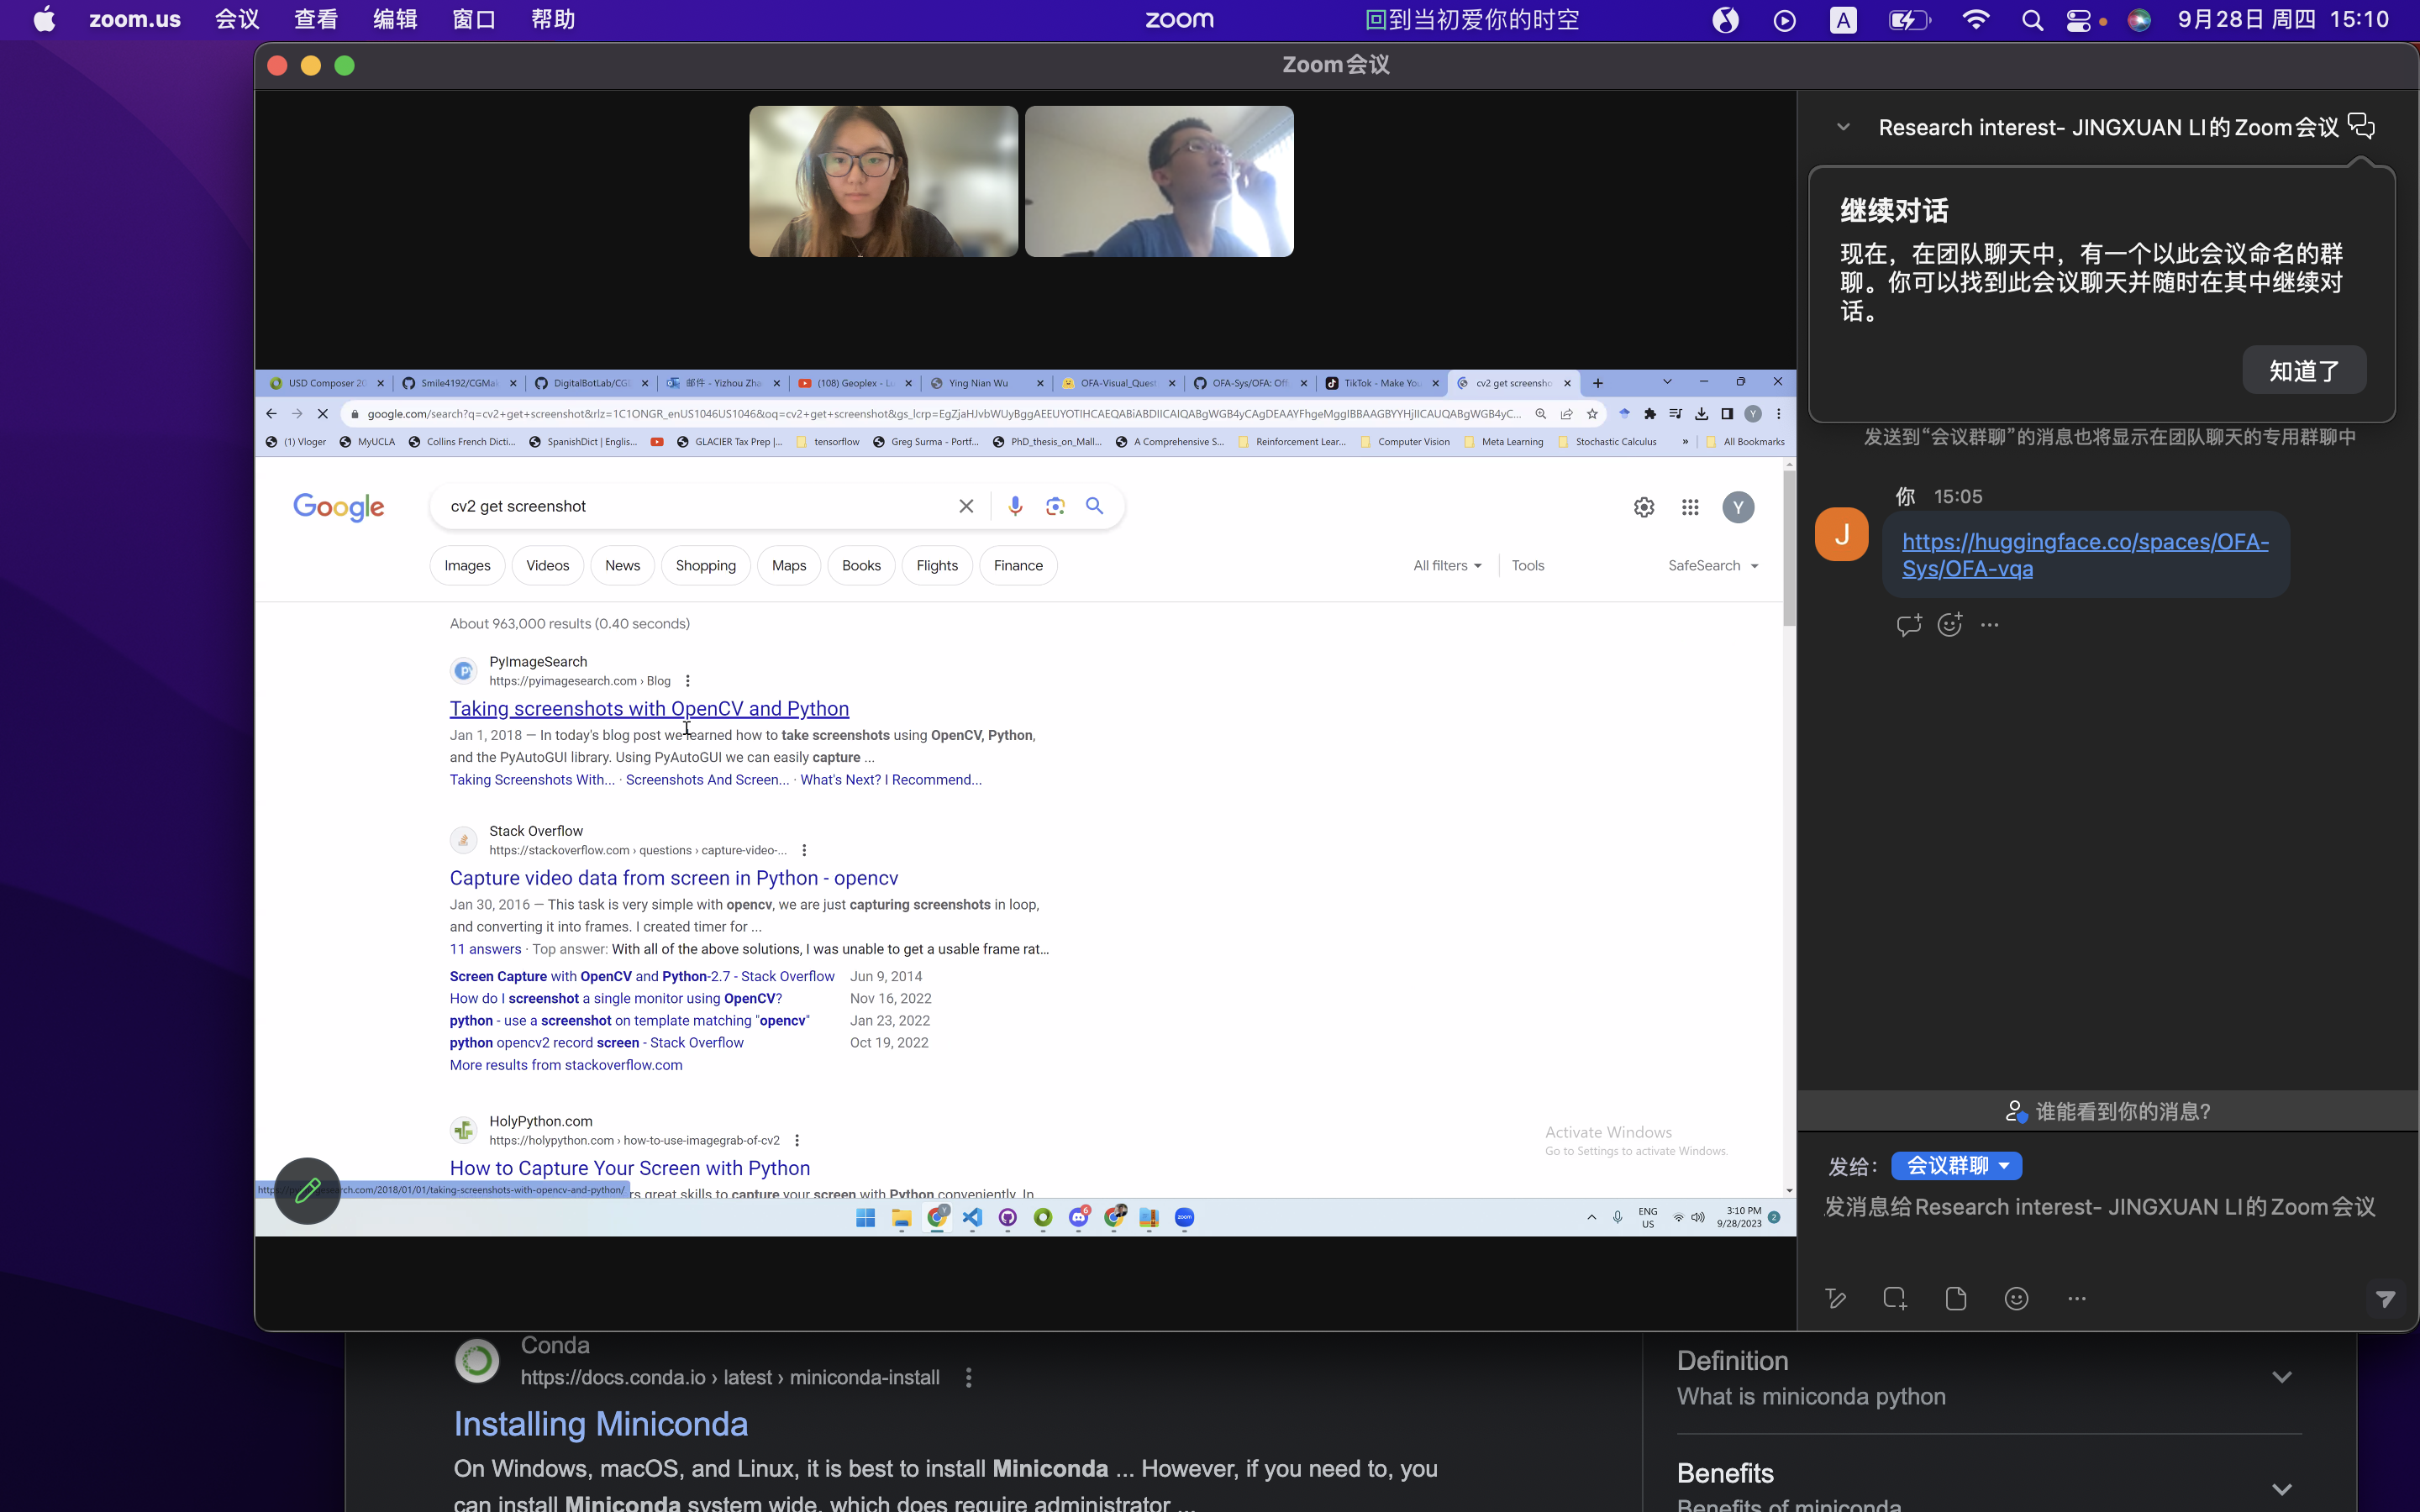 zoom.us 会议 查看 编辑 窗口 帮助 zoom 回到当初爱你的时空 A 9月28日 周四 15:10
Zoom会议
Research interest- JINGXUAN LI的Zoom会议
继续对话
现在，在团队聊天中，有一个以此会议命名的群
聊。你可以找到此会议聊天并随时在其中继续对
话。
知道了
发送到“会议群聊”的消息也将显示在团队聊天的专用群聊中
你 15:05
J
https://huggingface.co/spaces/OFA-
Sys/OFA-vqa
谁能看到你的消息?
发给: 会议群聊
发消息给Research interest- JINGXUAN LI的Zoom会议
USD Composer 20 Smile4192/CGMa DigitalBotLab/CG 邮件 - Yizhou Zha (108) Geoplex - L Ying Nian Wu OFA-Visual_Quest OFA-Sys/OFA: Off TikTok - Make You cv2 get screensho
google.com/search?q=cv2+get+screenshot&rlz=1C1ONGR_enUS1046US1046&oq=cv2+get+screenshot&gs_lcrp=
(1) Vloger MyUCLA Collins French Dicti... SpanishDict | Englis... GLACIER Tax Prep |... tensorflow Greg Surma - Portf... PhD_thesis_on_Mall... A Comprehensive S... Reinforcement Lear... Computer Vision Meta Learning Stochastic Calculus » All Bookmarks
Google cv2 get screenshot Y
Images Videos News Shopping Maps Books Flights Finance All filters Tools SafeSearch
About 963,000 results (0.40 seconds)
PyImageSearch
https://pyimagesearch.com › Blog
Taking screenshots with OpenCV and Python
Jan 1, 2018 — In today's blog post we learned how to take screenshots using OpenCV, Python,
and the PyAutoGUI library. Using PyAutoGUI we can easily capture ...
Taking Screenshots With... · Screenshots And Screen... · What's Next? I Recommend...
Stack Overflow
https://stackoverflow.com › questions › capture-video-...
Capture video data from screen in Python - opencv
Jan 30, 2016 — This task is very simple with opencv, we are just capturing screenshots in loop,
and converting it into frames. I created timer for ...
11 answers · Top answer: With all of the above solutions, I was unable to get a usable frame rat...
Screen Capture with OpenCV and Python-2.7 - Stack Overflow Jun 9, 2014
How do I screenshot a single monitor using OpenCV? Nov 16, 2022
python - use a screenshot on template matching "opencv" Jan 23, 2022
python opencv2 record screen - Stack Overflow Oct 19, 2022
More results from stackoverflow.com
HolyPython.com
https://holypython.com › how-to-use-imagegrab-of-cv2
How to Capture Your Screen with Python
great skills to capture your screen with Python conveniently. In
Activate Windows
Go to Settings to activate Windows.
search.com/2018/01/01/taking-screenshots-with-opencv-and-python/
6 zoom ENG 3:10 PM
US 9/28/2023 2
Conda
https://docs.conda.io › latest › miniconda-install
Installing Miniconda
On Windows, macOS, and Linux, it is best to install Miniconda ... However, if you need to, you
can install Miniconda system wide, which does require administrator ...
Definition
What is miniconda python
Benefits
Benefits of miniconda